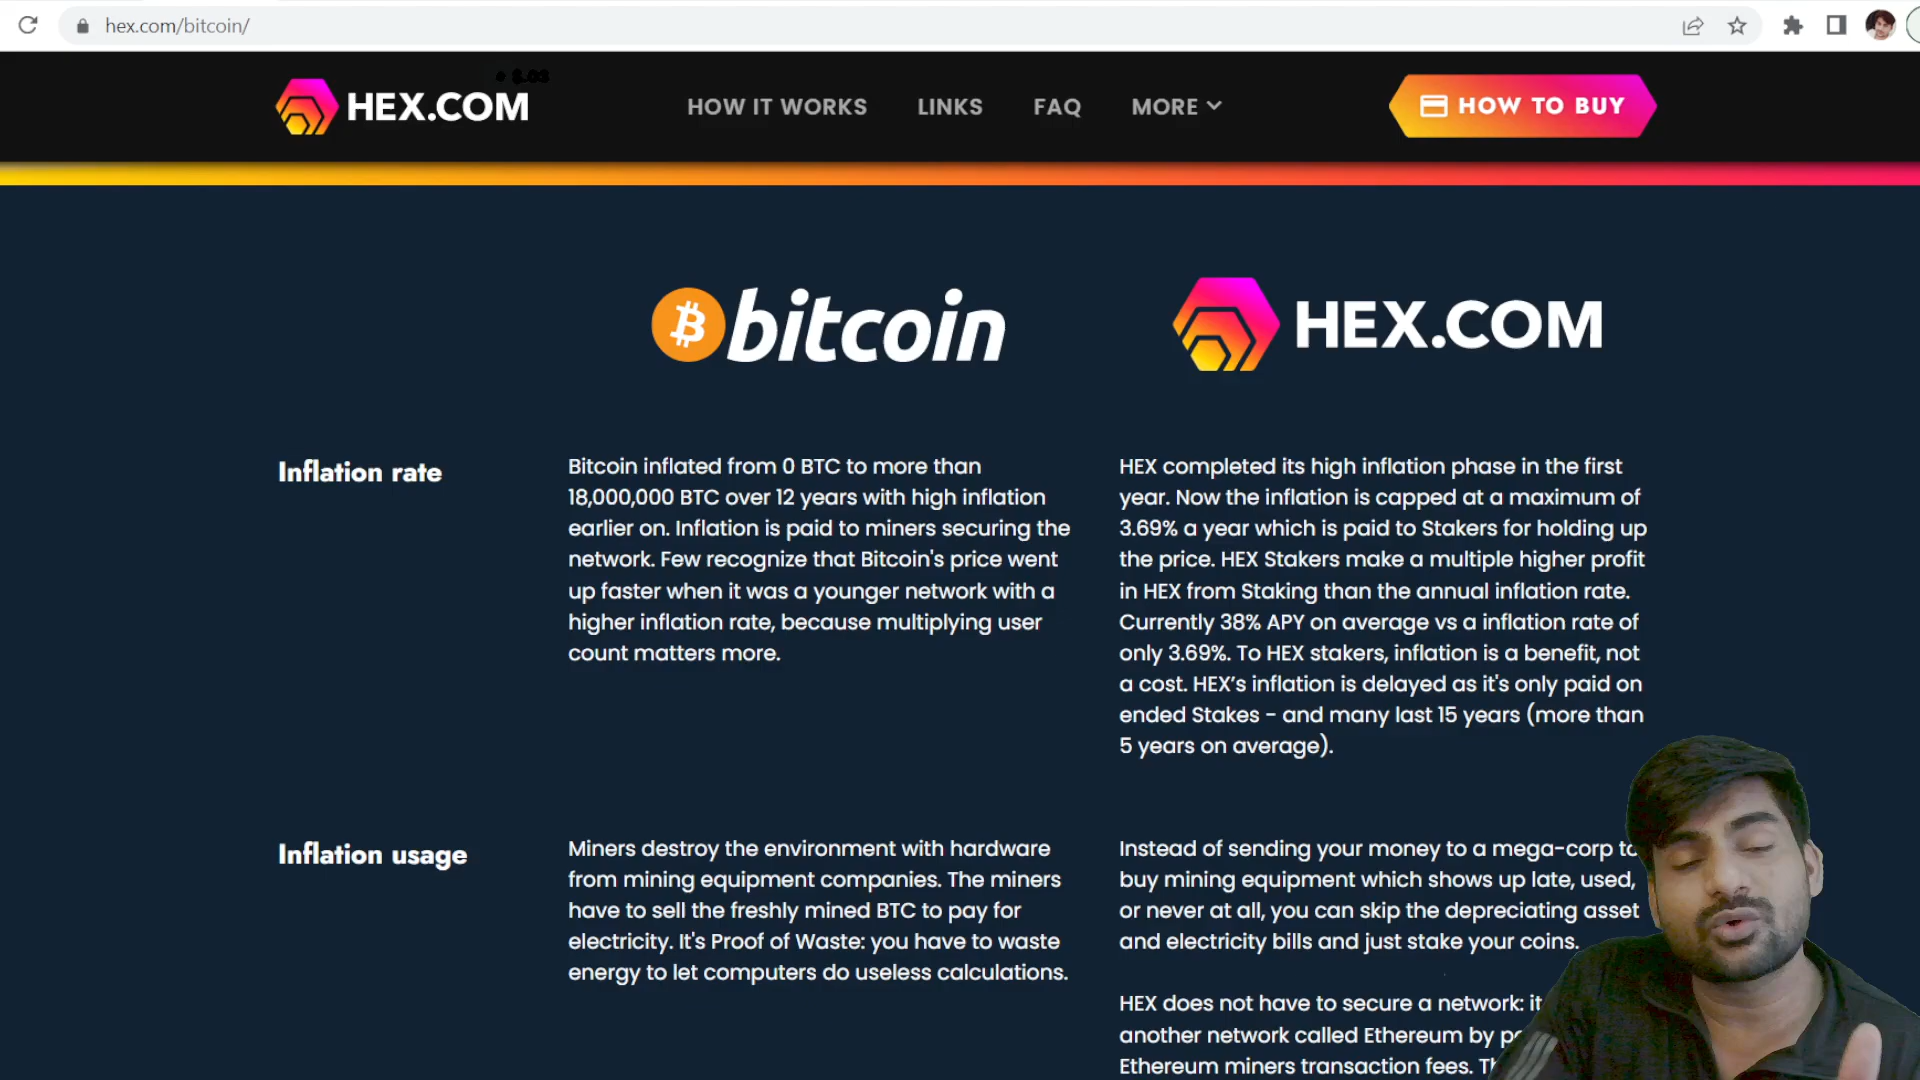 hex.com/bitcoin/
HEX.COM
HOW IT WORKS
LINKS
FAQ
MORE
HOW TO BUY
bitcoin
HEX.COM
Inflation rate
Bitcoin inflated from 0 BTC to more than
18,000,000 BTC over 12 years with high inflation
earlier on. Inflation is paid to miners securing the
network. Few recognize that Bitcoin's price went
up faster when it was a younger network with a
higher inflation rate, because multiplying user
count matters more.
HEX completed its high inflation phase in the first
year. Now the inflation is capped at a maximum of
3.69% a year which is paid to Stakers for holding up
the price. HEX Stakers make a multiple higher profit
in HEX from Staking than the annual inflation rate.
Currently 38% APY on average vs a inflation rate of
only 3.69%. To HEX stakers, inflation is a benefit, not
a cost. HEX’s inflation is delayed as it's only paid on
ended Stakes - and many last 15 years (more than
5 years on average).
Inflation usage
Miners destroy the environment with hardware
from mining equipment companies. The miners
have to sell the freshly mined BTC to pay for
electricity. It's Proof of Waste: you have to waste
energy to let computers do useless calculations.
Instead of sending your money to a mega-corp to
buy mining equipment which shows up late, used,
or never at all, you can skip the depreciating asset
and electricity bills and just stake your coins.
HEX does not have to secure a network: it
another network called Ethereum by
Ethereum miners transaction fees.